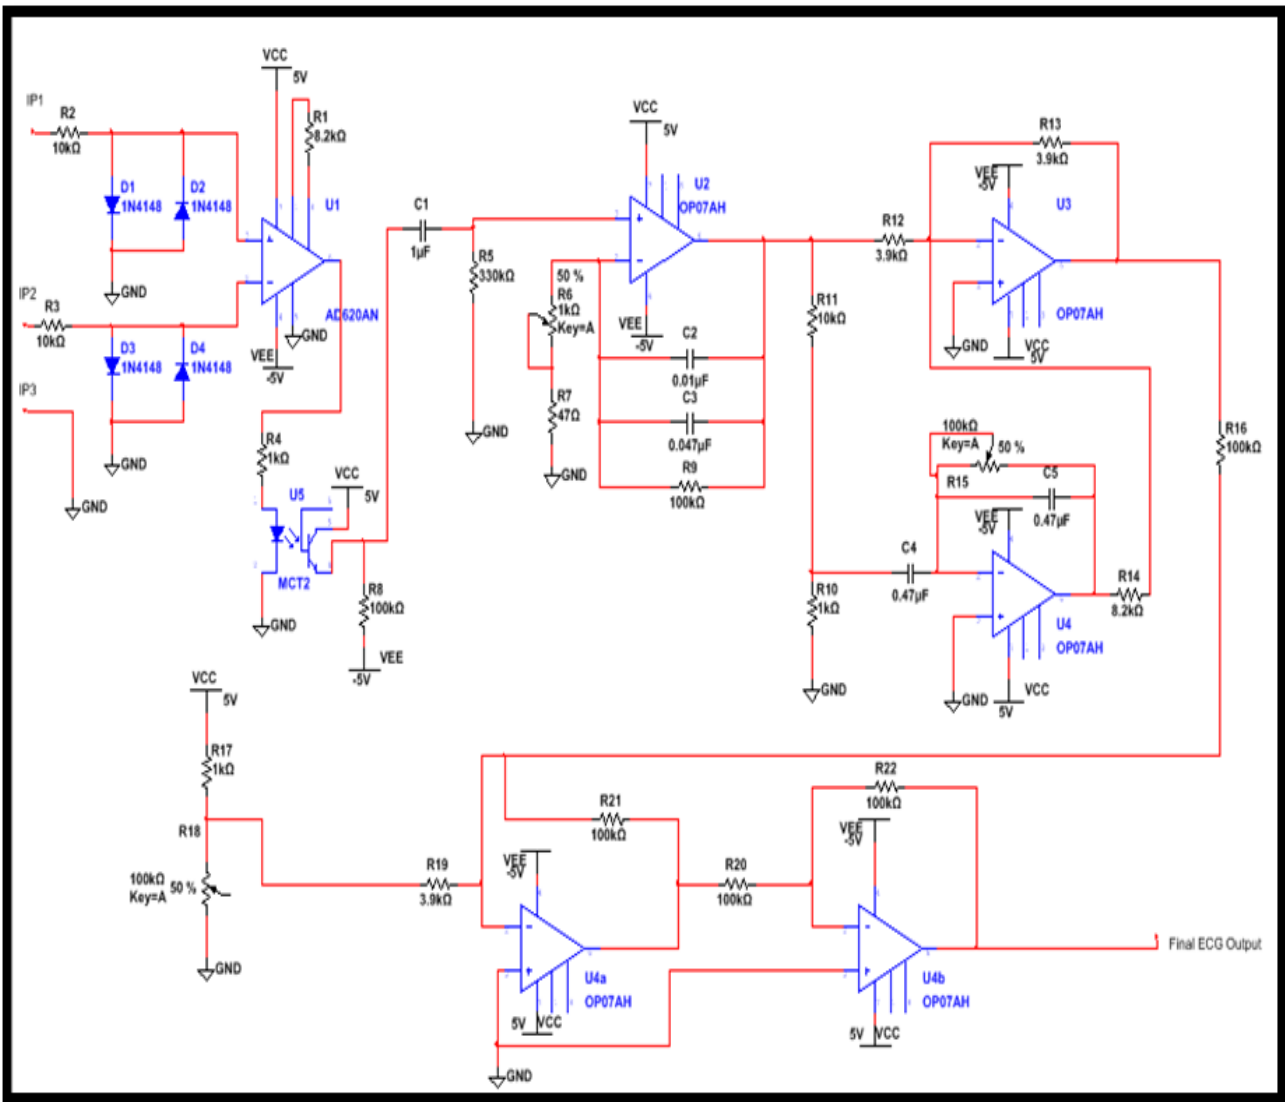 VCC
5V
IP1
R2
10kΩ
R1
8.2kΩ
D1
1N4148
D2
1N4148
U1
GND
IP2
R3
10kΩ
AD620AN
GND
D3
1N4148
D4
1N4148
VEE
-5V
IP3
GND
GND
R4
1kΩ
U5
VCC
5V
MCT2
GND
R8
100kΩ
VEE
-5V
C1
1µF
R5
330kΩ
GND
VCC
5V
U2
OP07AH
50 %
R6
1kΩ
Key=A
VEE
-5V
R7
47Ω
GND
C2
0.01µF
C3
0.047µF
R9
100kΩ
R13
3.9kΩ
VEE
-5V
U3
R12
3.9kΩ
OP07AH
GND
VCC
5V
R11
10kΩ
100kΩ
Key=A
50 %
R15
C5
0.47µF
R16
100kΩ
VEE
-5V
C4
0.47µF
R10
1kΩ
R14
8.2kΩ
U4
OP07AH
GND
GND
VCC
5V
VCC
5V
R17
1kΩ
R18
100kΩ
Key=A
50 %
GND
R19
3.9kΩ
R21
100kΩ
VEE
-5V
U4a
OP07AH
5V
VCC
GND
R20
100kΩ
R22
100kΩ
VEE
-5V
U4b
OP07AH
5V
VCC
Final ECG Output